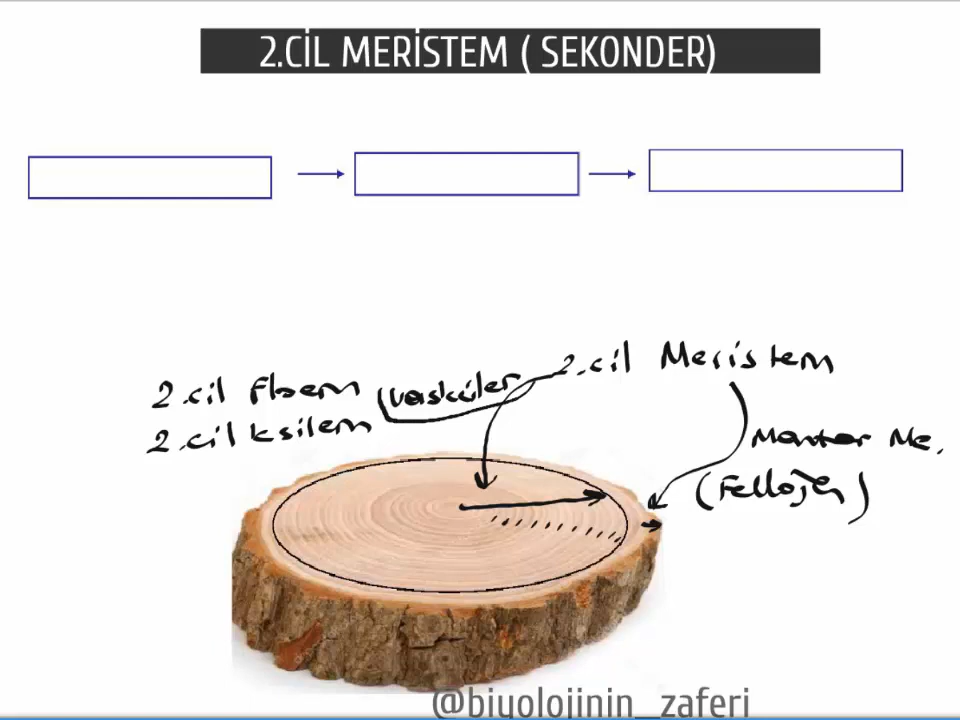 2.CİL MERİSTEM ( SEKONDER)
2.cil Meristem
2.cil Floem
vasküler
2.cil ksilem
Mantar Me.
(Fellojen)
@biyolojinin_zaferi